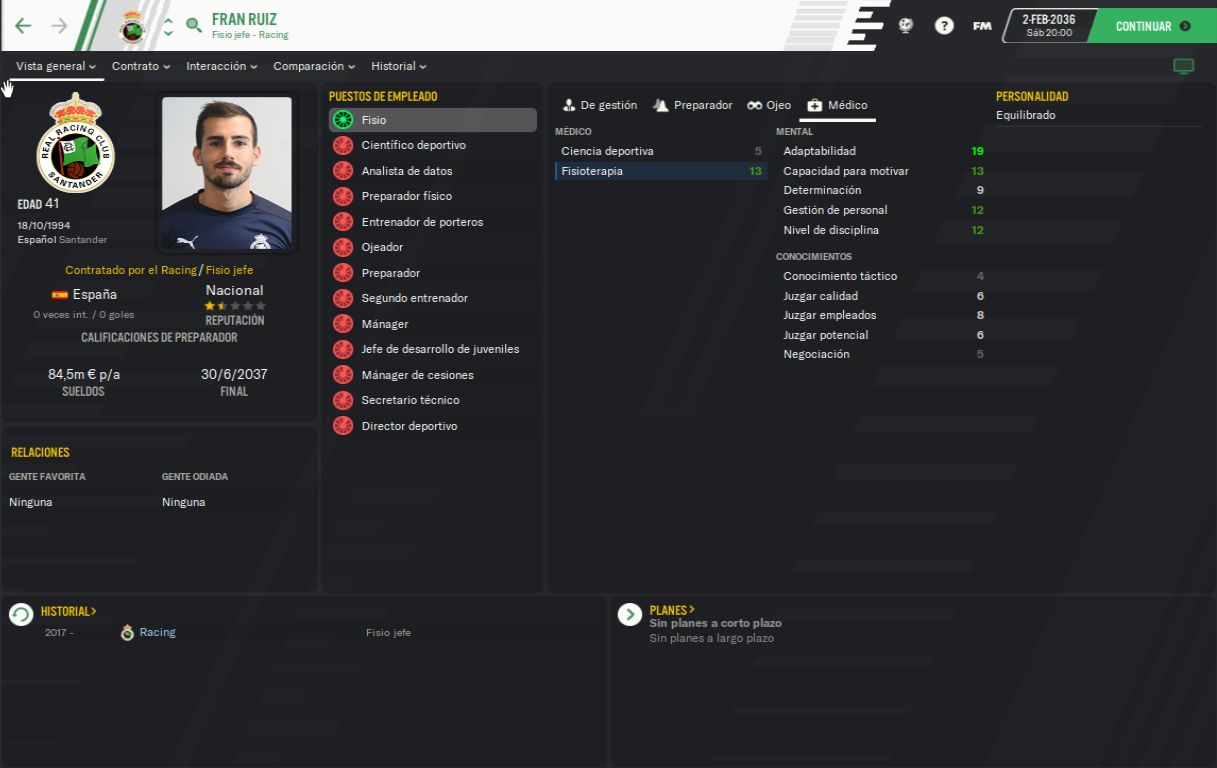 FRAN RUIZ
Fisio jefe - Racing
?
FM
2-FEB-2036
Sáb 20:00
CONTINUAR
Vista general
Contrato
Interacción
Comparación
Historial
REAL RACING CLUB
SANTANDER
EDAD 41
18/10/1994
Español Santander
Contratado por el Racing / Fisio jefe
España
0 veces int. / 0 goles
Nacional
REPUTACIÓN
CALIFICACIONES DE PREPARADOR
84,5m € p/a
SUELDOS
30/6/2037
FINAL
RELACIONES
GENTE FAVORITA
GENTE ODIADA
Ninguna
Ninguna
PUESTOS DE EMPLEADO
Fisio
Científico deportivo
Analista de datos
Preparador físico
Entrenador de porteros
Ojeador
Preparador
Segundo entrenador
Mánager
Jefe de desarrollo de juveniles
Mánager de cesiones
Secretario técnico
Director deportivo
De gestión
Preparador
Ojeo
Médico
MÉDICO
Ciencia deportiva 5
Fisioterapia 13
MENTAL
Adaptabilidad 19
Capacidad para motivar 13
Determinación 9
Gestión de personal 12
Nivel de disciplina 12
CONOCIMIENTOS
Conocimiento táctico 4
Juzgar calidad 6
Juzgar empleados 8
Juzgar potencial 6
Negociación 5
PERSONALIDAD
Equilibrado
HISTORIAL >
2017 - Racing Fisio jefe
PLANES >
Sin planes a corto plazo
Sin planes a largo plazo